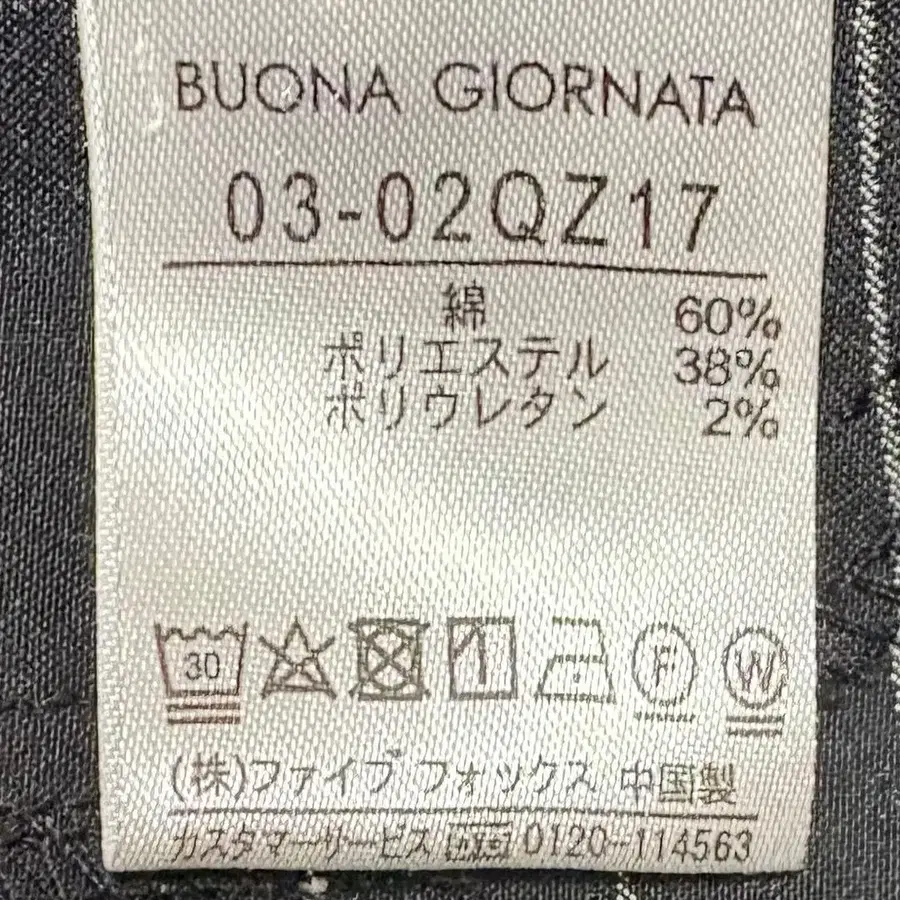 BUONA GIORNATA
03-02QZ17
綿 60%
ポリエステル 38%
ポリウレタン 2%
30 F W
(株)ファイブ フォックス 中国製
カスタマーサービス 0120-114563